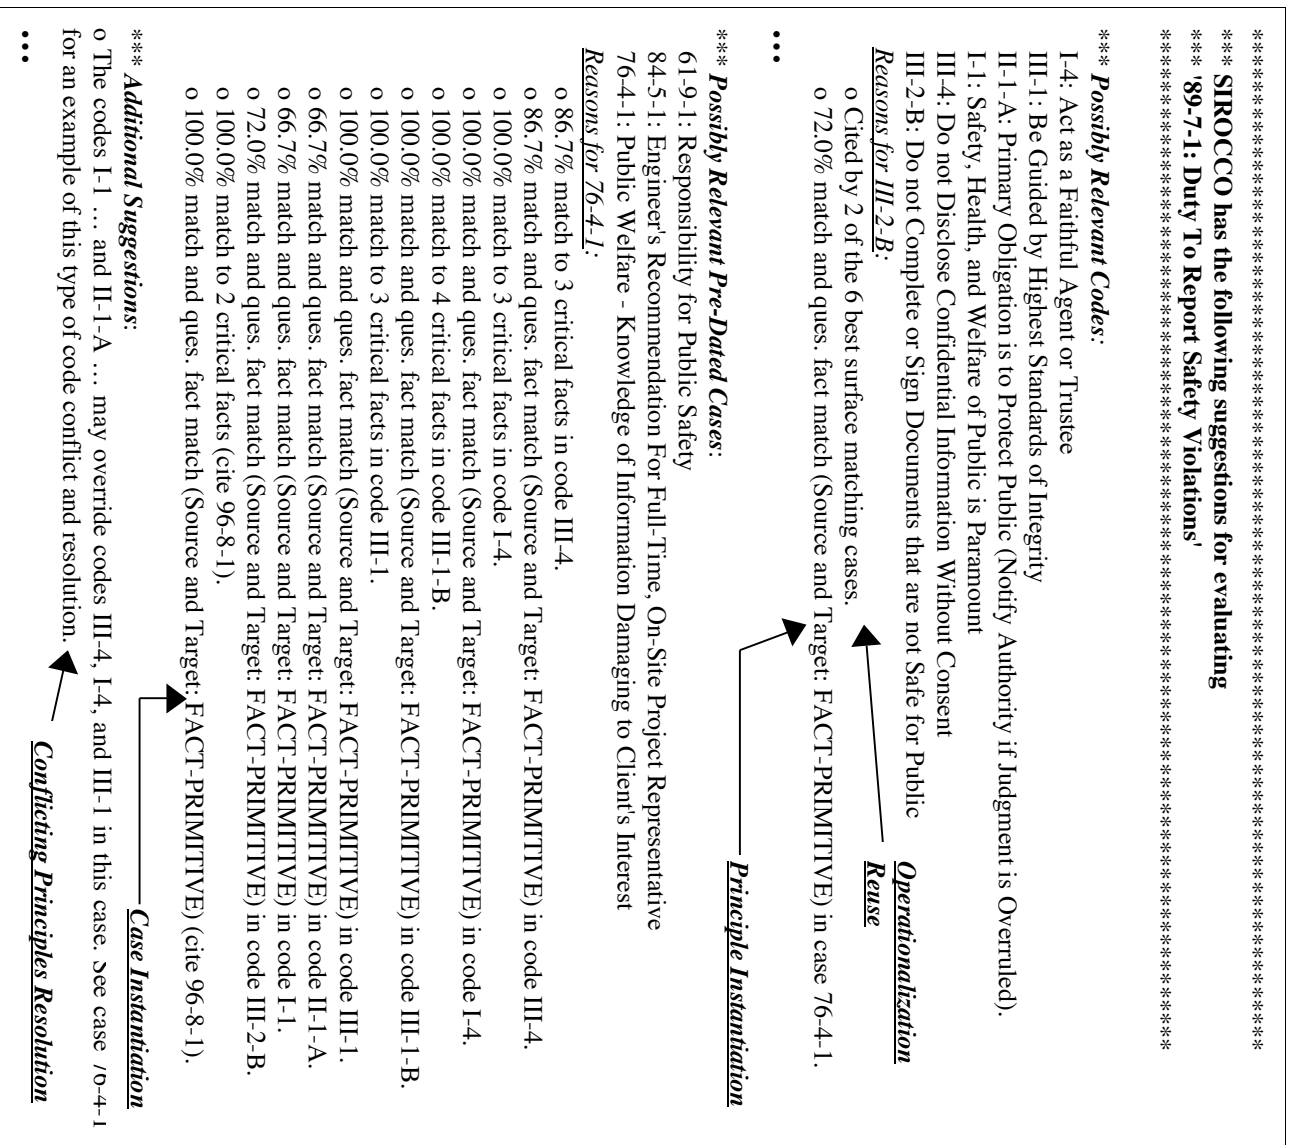 **********************************************************************
*** SIROCCO has the following suggestions for evaluating
*** '89-7-1: Duty To Report Safety Violations'
**********************************************************************
*** Possibly Relevant Codes:
I-4: Act as a Faithful Agent or Trustee
III-1: Be Guided by Highest Standards of Integrity
II-1-A: Primary Obligation is to Protect Public (Notify Authority if Judgment is Overruled).
I-1: Safety, Health, and Welfare of Public is Paramount
III-4: Do not Disclose Confidential Information Without Consent
III-2-B: Do not Complete or Sign Documents that are not Safe for Public
Reasons for III-2-B:
o Cited by 2 of the 6 best surface matching cases.
o 72.0% match and ques. fact match (Source and Target: FACT-PRIMITIVE) in case 76-4-1.
Operationalization
Reuse
Principle Instantiation
•••
*** Possibly Relevant Pre-Dated Cases:
61-9-1: Responsibility for Public Safety
84-5-1: Engineer's Recommendation For Full-Time, On-Site Project Representative
76-4-1: Public Welfare - Knowledge of Information Damaging to Client's Interest
Reasons for 76-4-1:
o 86.7% match to 3 critical facts in code III-4.
o 86.7% match and ques. fact match (Source and Target: FACT-PRIMITIVE) in code III-4.
o 100.0% match to 3 critical facts in code I-4.
o 100.0% match and ques. fact match (Source and Target: FACT-PRIMITIVE) in code I-4.
o 100.0% match to 4 critical facts in code III-1-B.
o 100.0% match and ques. fact match (Source and Target: FACT-PRIMITIVE) in code III-1-B.
o 100.0% match to 3 critical facts in code III-1.
o 100.0% match and ques. fact match (Source and Target: FACT-PRIMITIVE) in code III-1.
o 66.7% match and ques. fact match (Source and Target: FACT-PRIMITIVE) in code II-1-A.
o 66.7% match and ques. fact match (Source and Target: FACT-PRIMITIVE) in code I-1.
o 72.0% match and ques. fact match (Source and Target: FACT-PRIMITIVE) in code III-2-B.
o 100.0% match to 2 critical facts (cite 96-8-1).
o 100.0% match and ques. fact match (Source and Target: FACT-PRIMITIVE) (cite 96-8-1).
Case Instantiation
*** Additional Suggestions:
o The codes I-1 … and II-1-A … may override codes III-4, I-4, and III-1 in this case. See case 76-4-1
for an example of this type of code conflict and resolution.
Conflicting Principles Resolution
•••